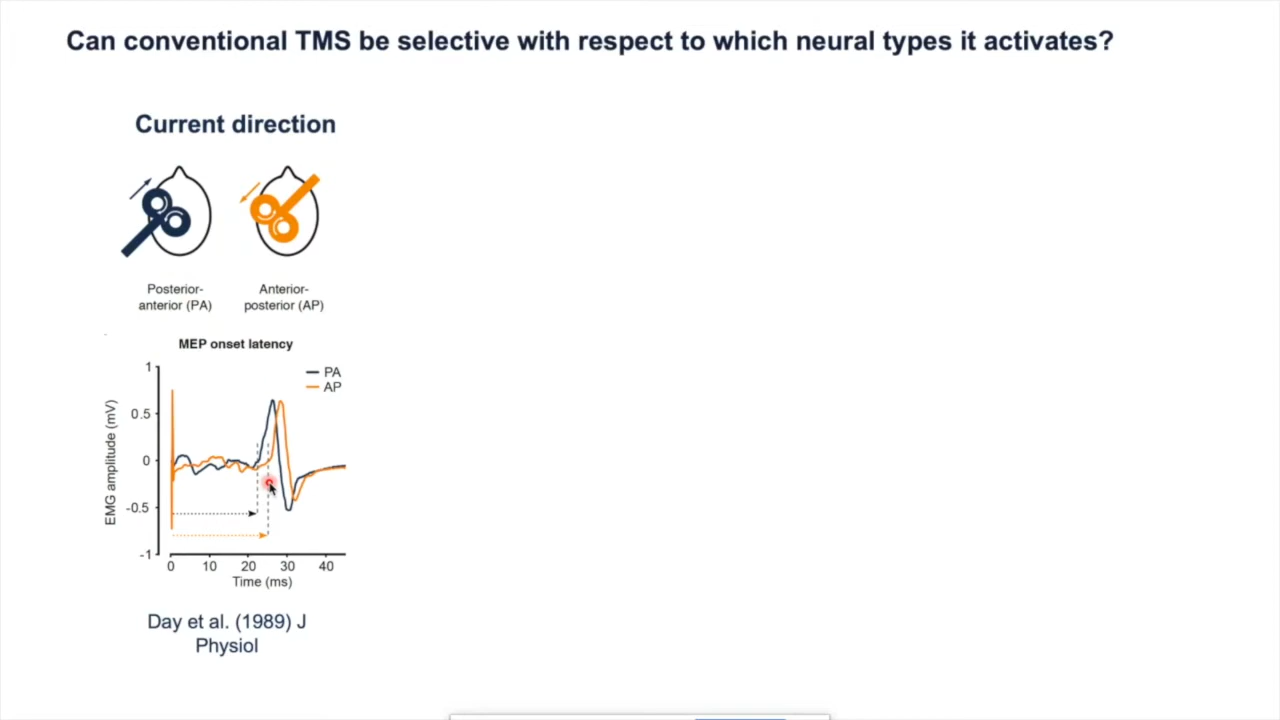 Can conventional TMS be selective with respect to which neural types it activates?
Current direction
Posterior-
anterior (PA)
Anterior-
posterior (AP)
MEP onset latency
PA
AP
EMG amplitude (mV)
1
0.5
0
-0.5
-1
0 10 20 30 40
Time (ms)
Day et al. (1989) J
Physiol